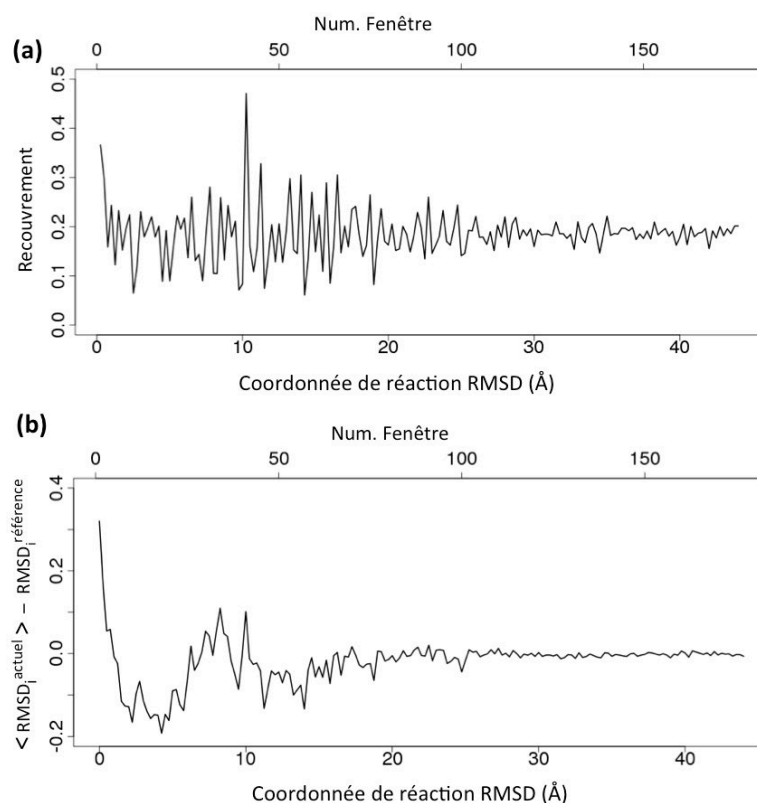 Num. Fenêtre
(a)
0 50 100 150
Recouvrement
0.5
0.4
0.3
0.2
0.1
0.0
0 10 20 30 40
Coordonnée de réaction RMSD (Å)
(b)
Num. Fenêtre
0 50 100 150
< RMSDᵢᵃᶜᵗᵘᵉˡ > – RMSDᵢʳéᶠéʳᵉⁿᶜᵉ
0.4
0.2
0.0
-0.2
0 10 20 30 40
Coordonnée de réaction RMSD (Å)